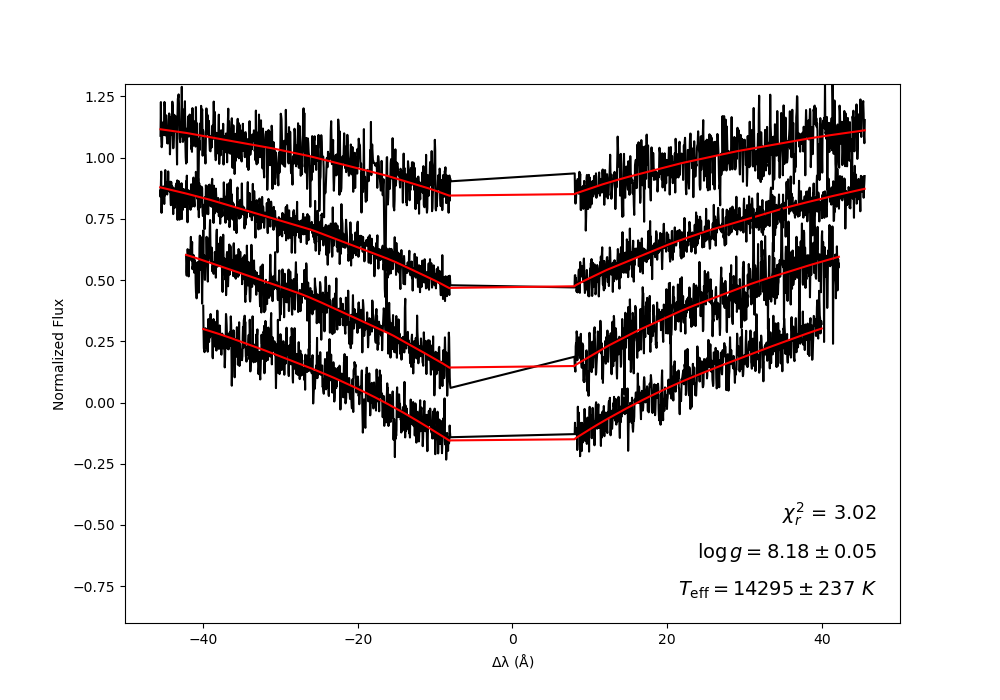 1.25
1.00
0.75
0.50
0.25
0.00
−0.25
−0.50
−0.75
Normalized Flux
χ²ᵣ = 3.02
log g = 8.18 ± 0.05
T_eff = 14295 ± 237 K
−40 −20 0 20 40
Δλ (Å)